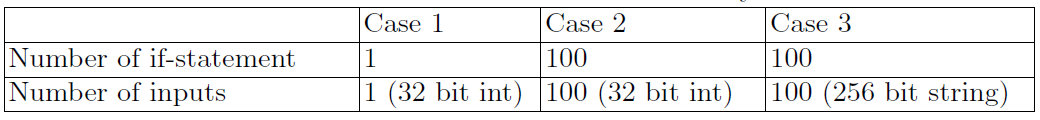 Case 1 Case 2 Case 3
Number of if-statement 1 100 100
Number of inputs 1 (32 bit int) 100 (32 bit int) 100 (256 bit string)